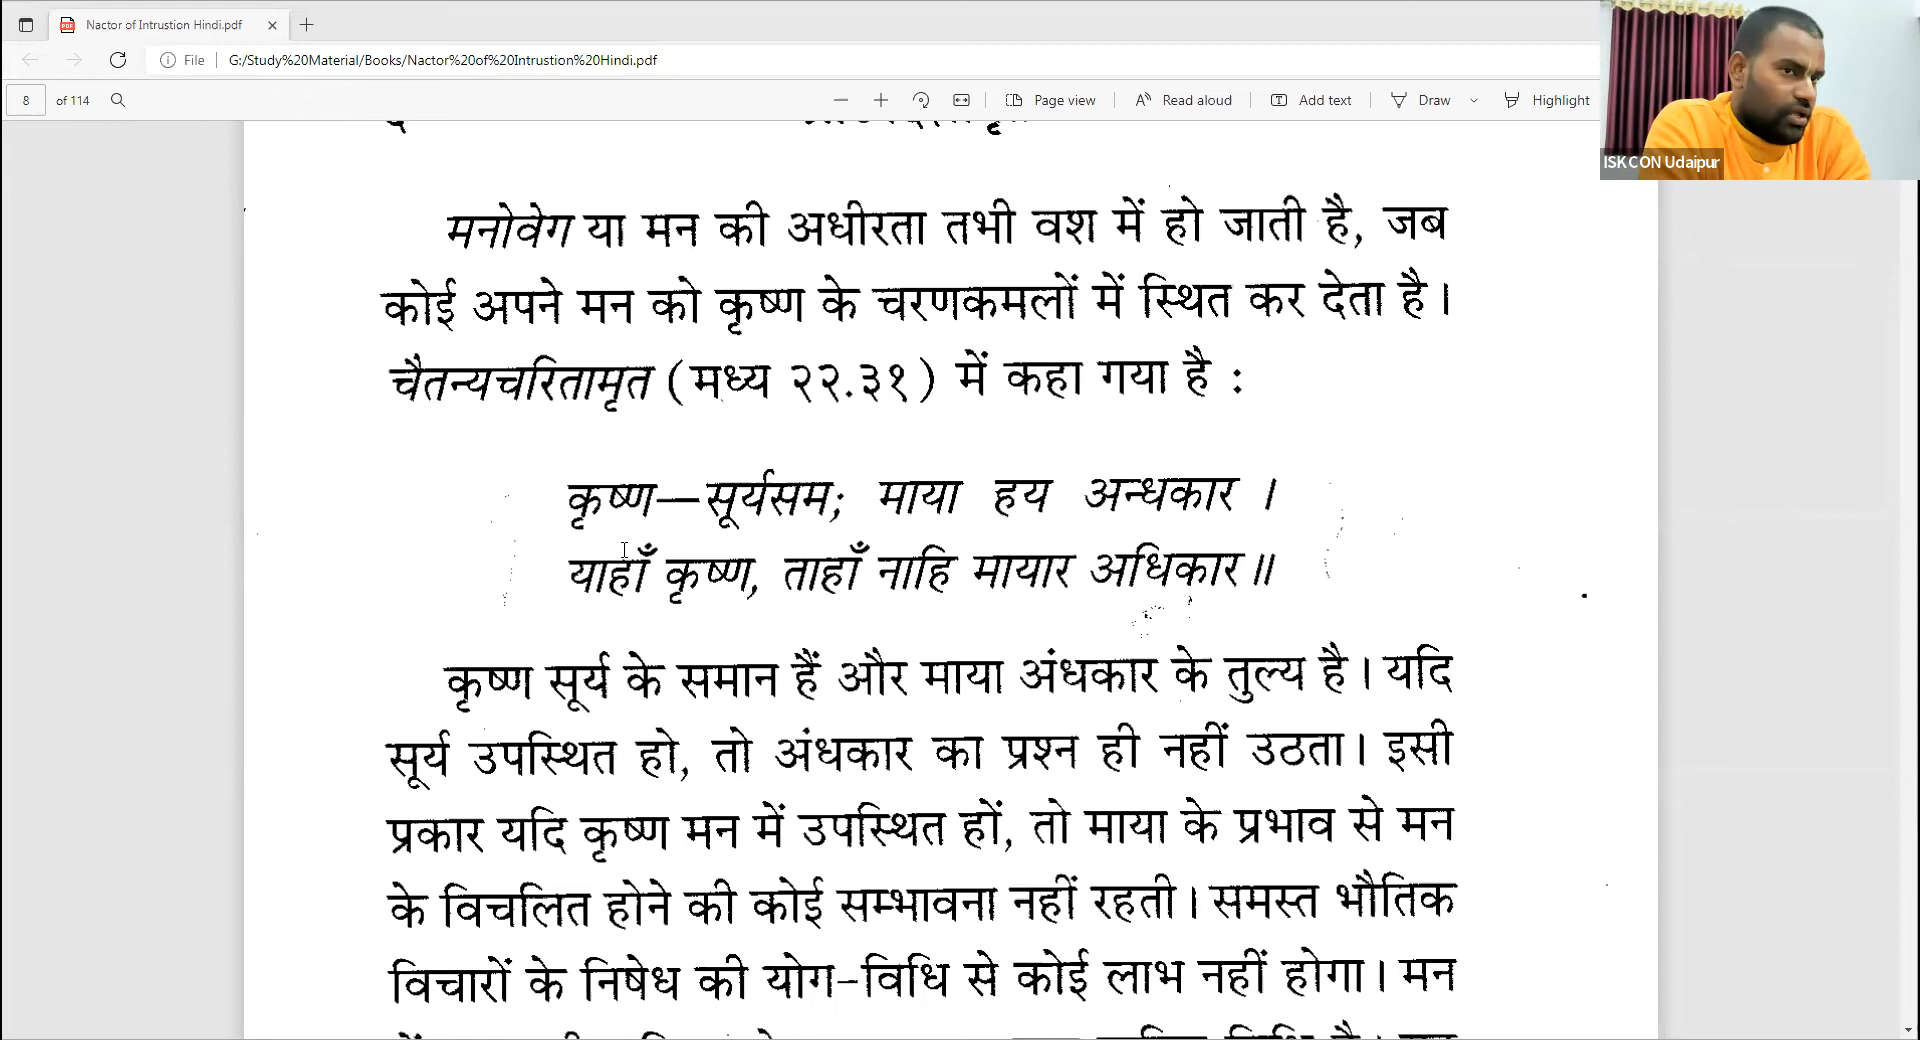 Nactor of Intrustion Hindi.pdf
File G:/Study%20Material/Books/Nactor%20of%20Intrustion%20Hindi.pdf
8 of 114 Page view Read aloud Add text Draw Highlight
ISKCON Udaipur
मनोवेग या मन की अधीरता तभी वश में हो जाती है, जब
कोई अपने मन को कृष्ण के चरणकमलों में स्थित कर देता है।
चैतन्यचरितामृत (मध्य २२.३१) में कहा गया है :
कृष्ण—सूर्यसम; माया हय अन्धकार ।
याहाँ कृष्ण, ताहाँ नाहि मायार अधिकार॥
कृष्ण सूर्य के समान हैं और माया अंधकार के तुल्य है। यदि
सूर्य उपस्थित हो, तो अंधकार का प्रश्न ही नहीं उठता। इसी
प्रकार यदि कृष्ण मन में उपस्थित हों, तो माया के प्रभाव से मन
के विचलित होने की कोई सम्भावना नहीं रहती। समस्त भौतिक
विचारों के निषेध की योग-विधि से कोई लाभ नहीं होगा। मन